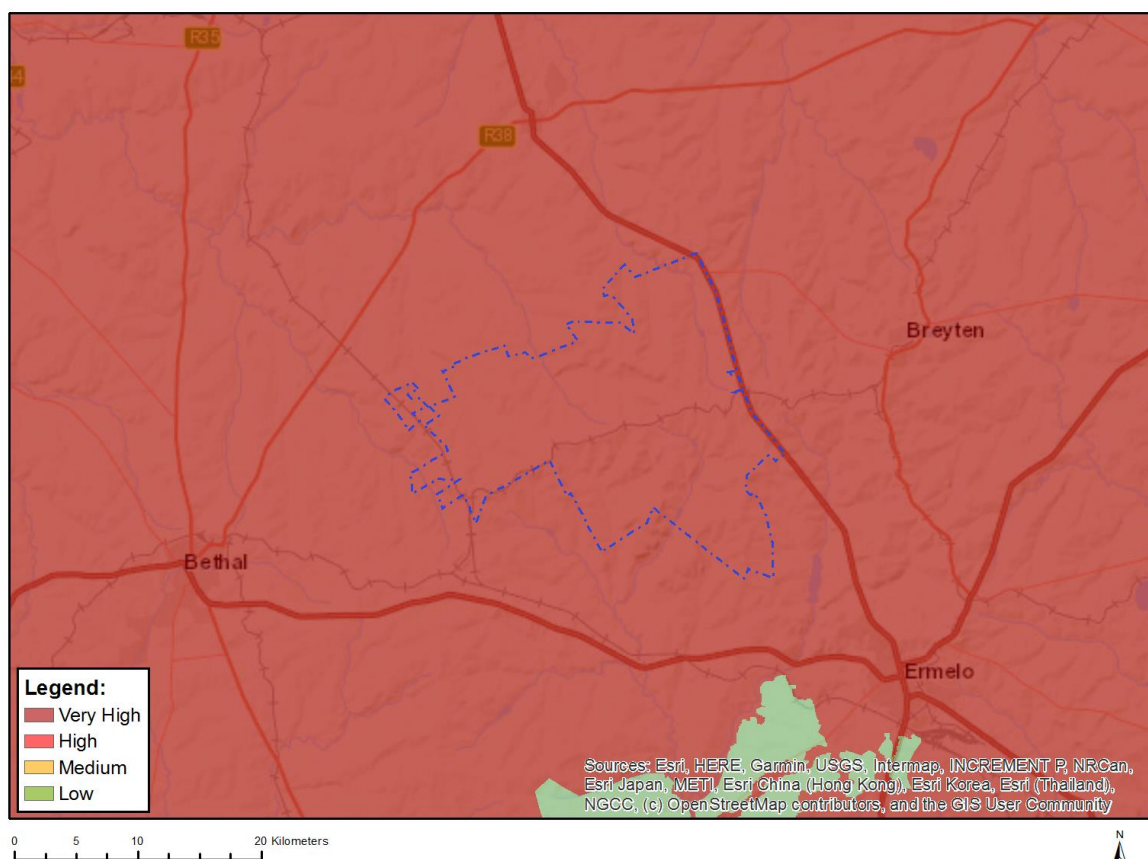 R35
4
R38
Breyten
Bethal
Ermelo
Legend:
Very High
High
Medium
Low
Sources: Esri, HERE, Garmin, USGS, Intermap, INCREMENT P, NRCan,
Esri Japan, METI, Esri China (Hong Kong), Esri Korea, Esri (Thailand),
NGCC, (c) OpenStreetMap contributors, and the GIS User Community
0 5 10 20 Kilometers
N